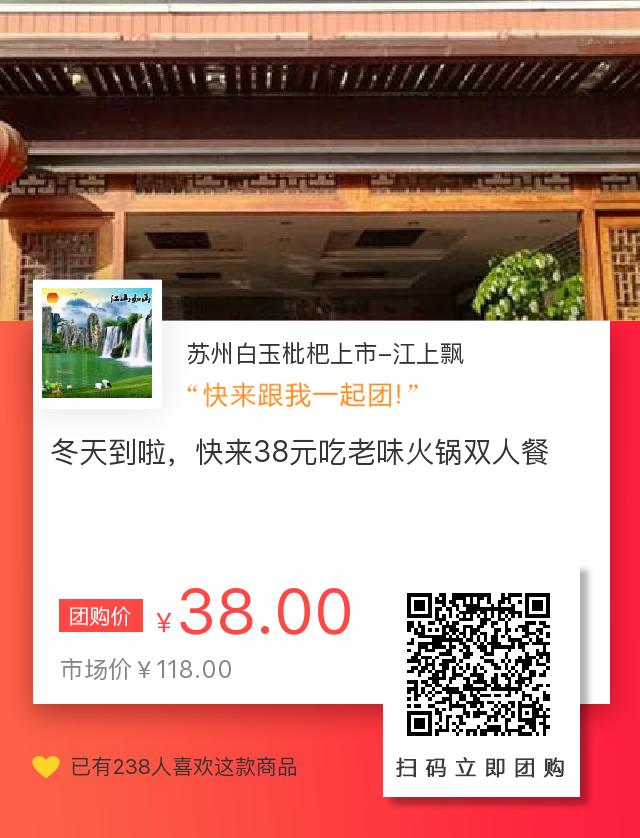 江山如画
苏州白玉枇杷上市-江上飘
“快来跟我一起团!”
冬天到啦，快来38元吃老味火锅双人餐
团购价 ¥38.00
市场价¥118.00
已有238人喜欢这款商品
扫码立即团购